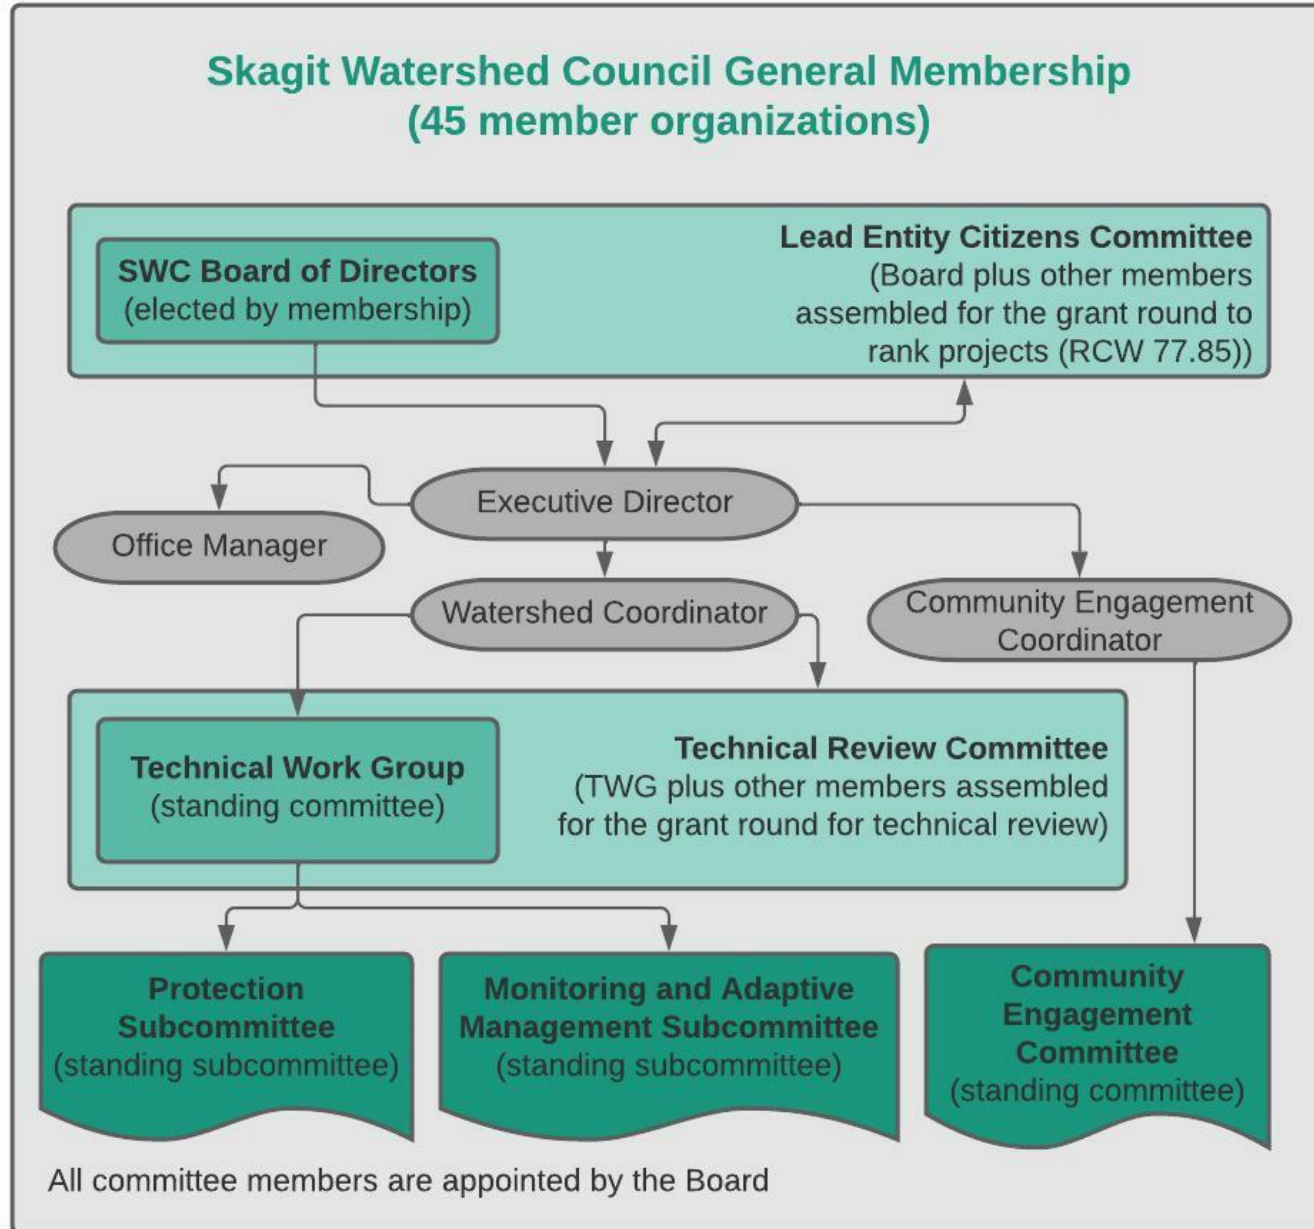 Skagit Watershed Council General Membership
(45 member organizations)
SWC Board of Directors
(elected by membership)
Lead Entity Citizens Committee
(Board plus other members
assembled for the grant round to
rank projects (RCW 77.85))
Executive Director
Office Manager
Watershed Coordinator
Community Engagement
Coordinator
Technical Work Group
(standing committee)
Technical Review Committee
(TWG plus other members assembled
for the grant round for technical review)
Protection
Subcommittee
(standing subcommittee)
Monitoring and Adaptive
Management Subcommittee
(standing subcommittee)
Community
Engagement
Committee
(standing committee)
All committee members are appointed by the Board